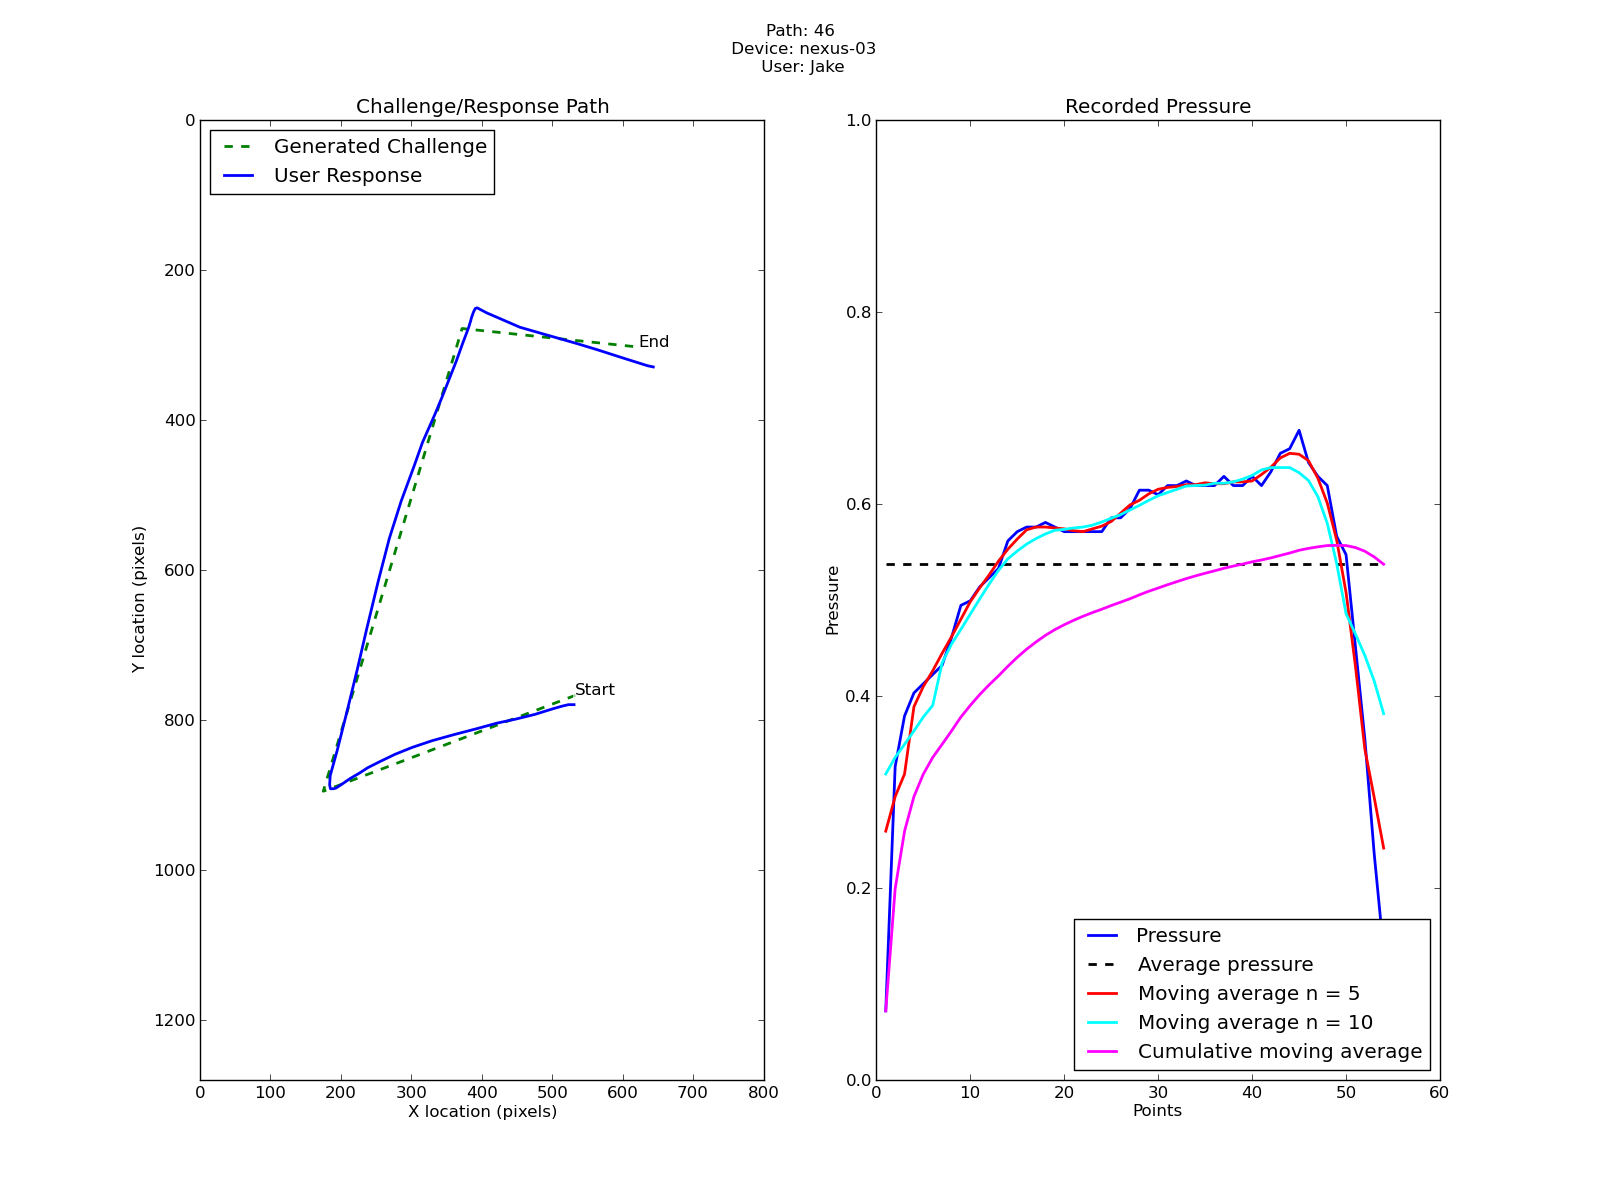 Path: 46
Device: nexus-03
User: Jake
Challenge/Response Path
0
200
400
600
800
1000
1200
Y location (pixels)
Generated Challenge
User Response
End
Start
0 100 200 300 400 500 600 700 800
X location (pixels)
Recorded Pressure
1.0
0.8
0.6
0.4
0.2
0.0
Pressure
Pressure
Average pressure
Moving average n = 5
Moving average n = 10
Cumulative moving average
0 10 20 30 40 50 60
Points